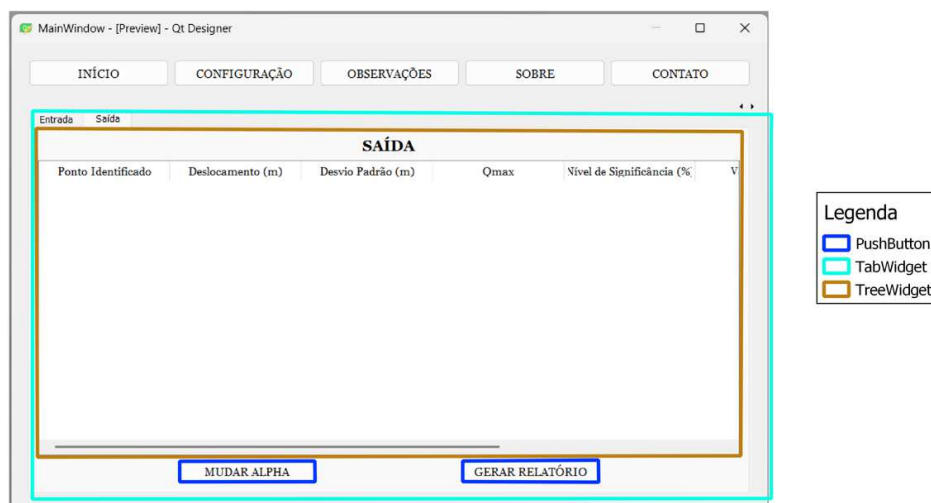 MainWindow - [Preview] - Qt Designer
INÍCIO CONFIGURAÇÃO OBSERVAÇÕES SOBRE CONTATO
Entrada Saída
SAÍDA
Ponto Identificado Deslocamento (m) Desvio Padrão (m) Qmax Nível de Significância (% V
MUDAR ALPHA GERAR RELATÓRIO
Legenda
PushButton
TabWidget
TreeWidget